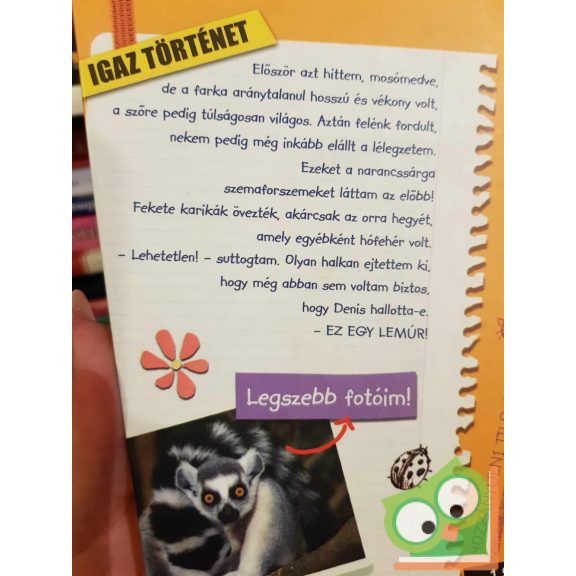 IGAZ TÖRTÉNET
Először azt hittem, mosómedve,
de a farka aránytalanul hosszú és vékony volt,
a szőre pedig túlságosan világos. Aztán felénk fordult,
nekem pedig még inkább elállt a lélegzetem.
Ezeket a narancssárga
szemaforszemeket láttam az előbb!
Fekete karikák övezték, akárcsak az orra hegyét,
amely egyébként hófehér volt.
– Lehetetlen! – suttogtam. Olyan halkan ejtettem ki,
hogy még abban sem voltam biztos,
hogy Denis hallotta-e.
– EZ EGY LEMÚR!
Legszebb fotóim!